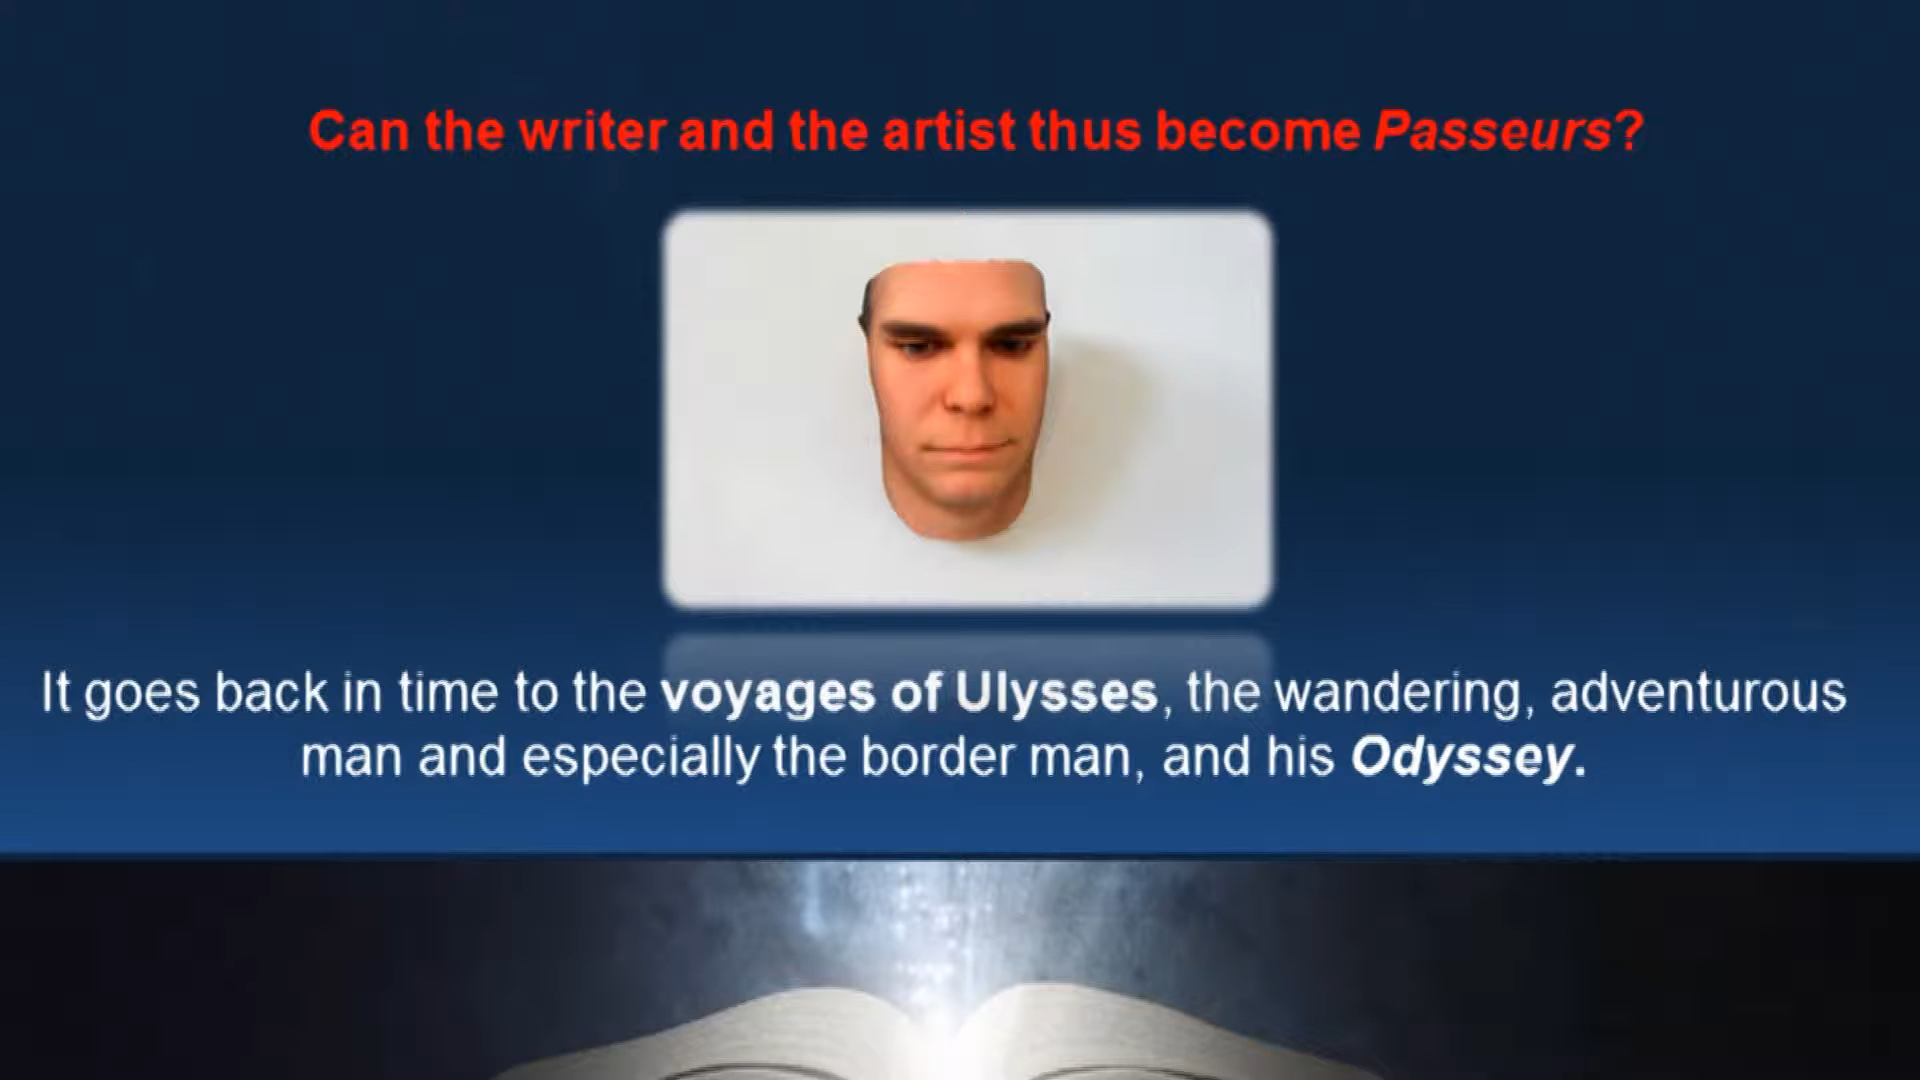 Can the writer and the artist thus become Passeurs?
It goes back in time to the voyages of Ulysses, the wandering, adventurous
man and especially the border man, and his Odyssey.